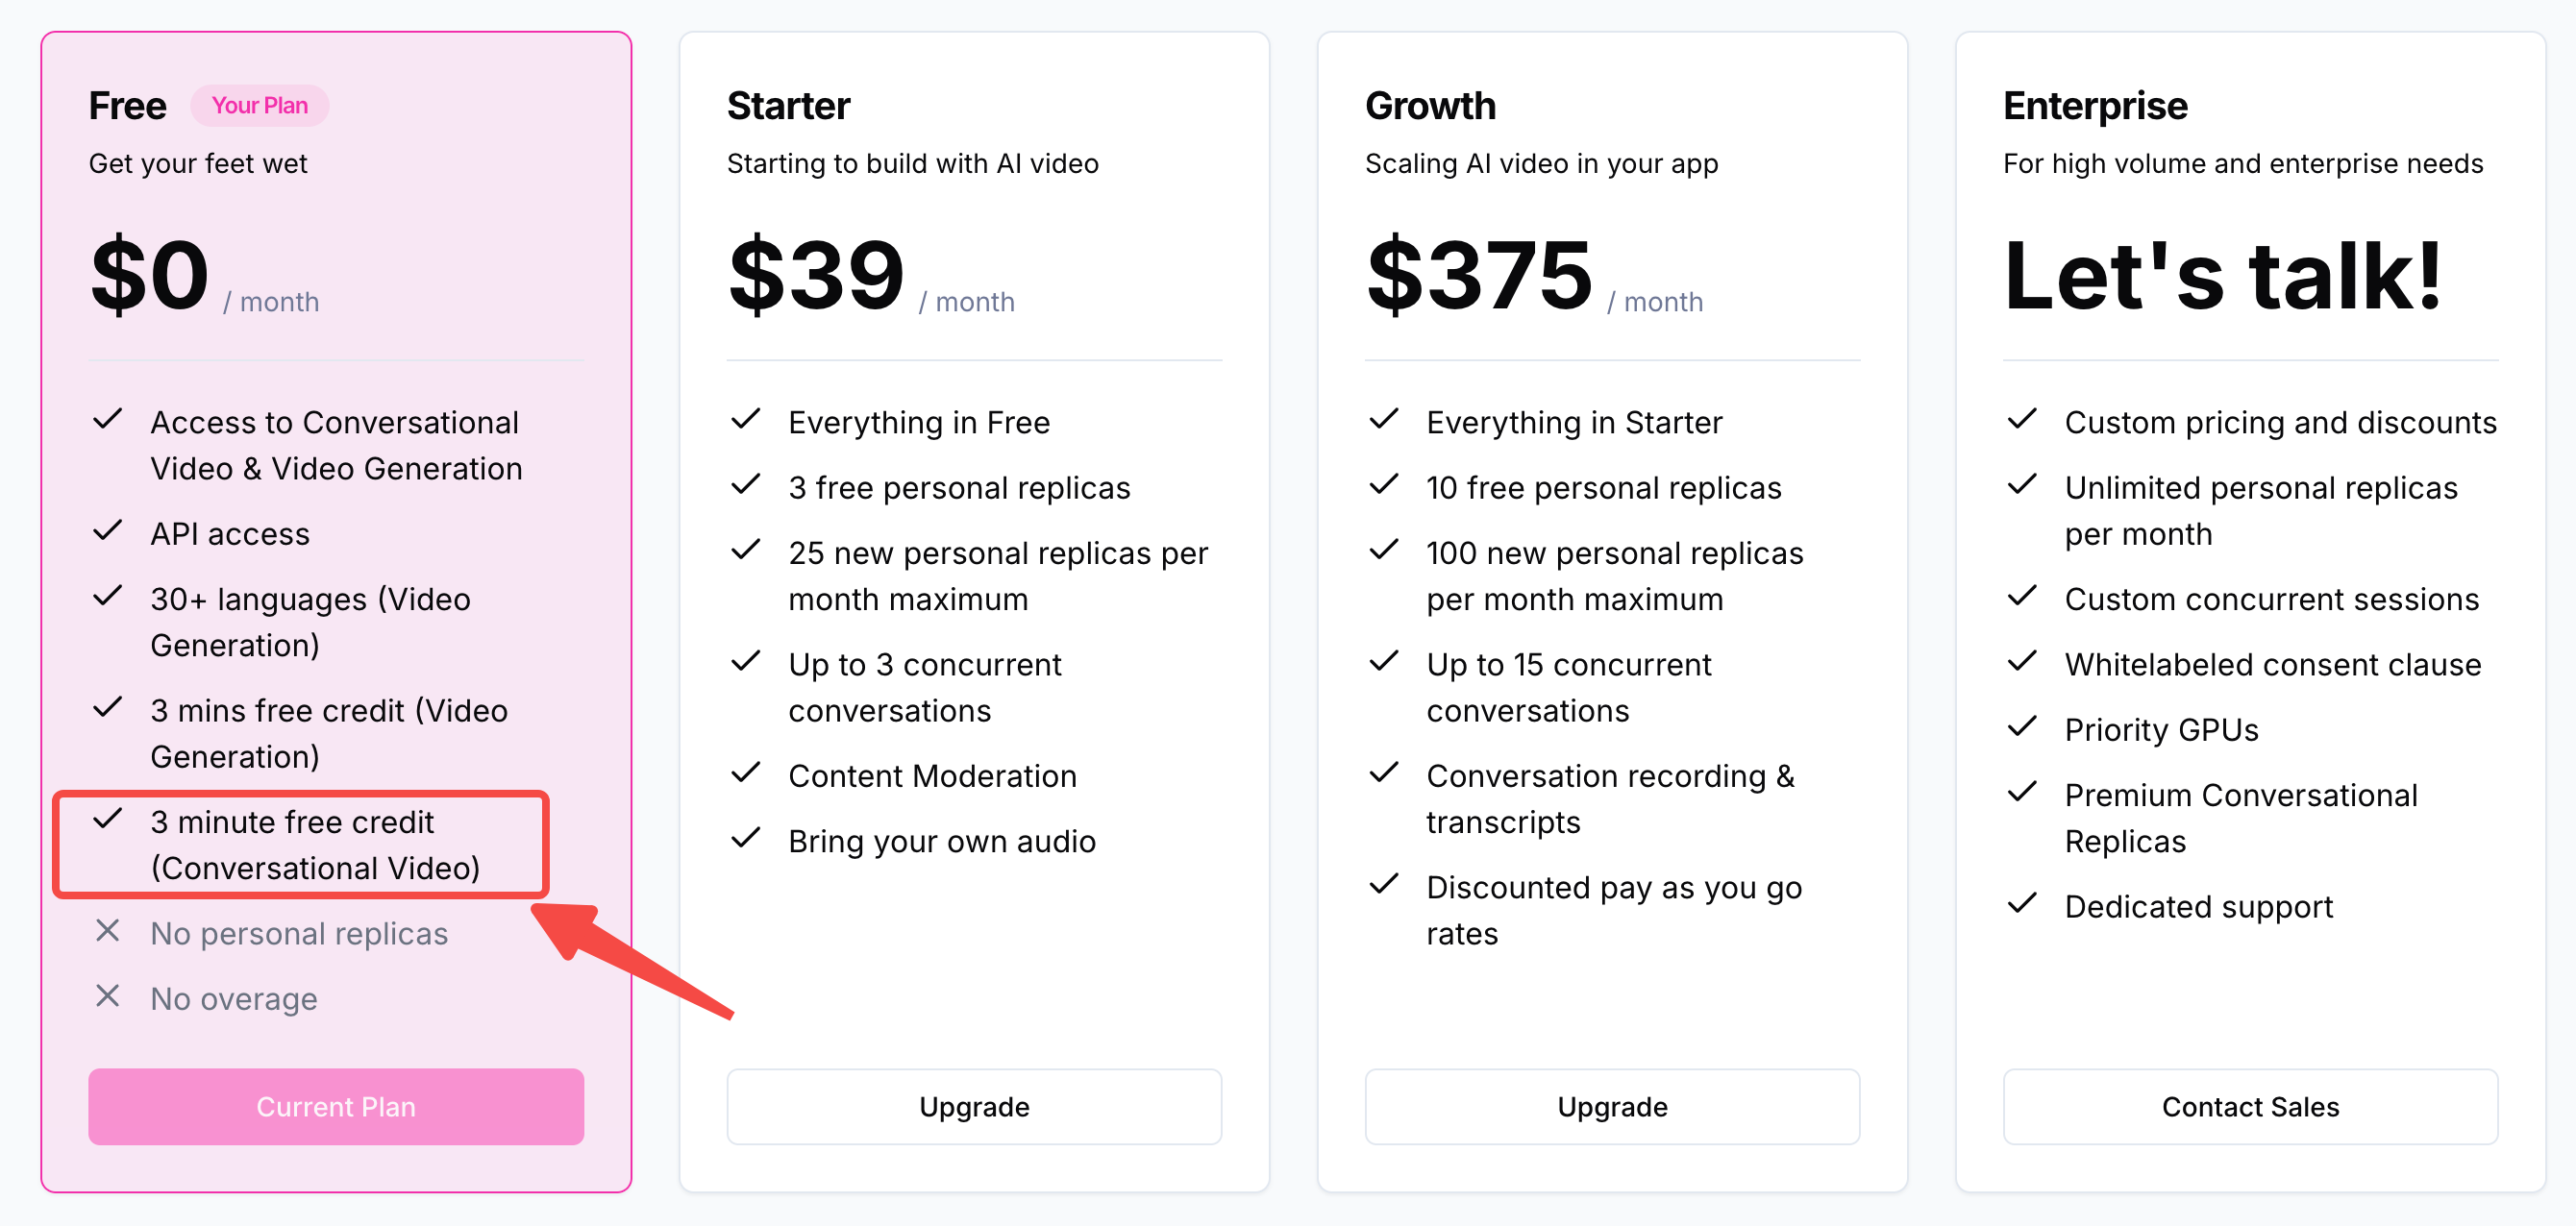 Free Your Plan
Get your feet wet
$0 / month
Access to Conversational
Video & Video Generation
API access
30+ languages (Video
Generation)
3 mins free credit (Video
Generation)
3 minute free credit
(Conversational Video)
No personal replicas
No overage
Current Plan
Starter
Starting to build with AI video
$39 / month
Everything in Free
3 free personal replicas
25 new personal replicas per
month maximum
Up to 3 concurrent
conversations
Content Moderation
Bring your own audio
Upgrade
Growth
Scaling AI video in your app
$375 / month
Everything in Starter
10 free personal replicas
100 new personal replicas
per month maximum
Up to 15 concurrent
conversations
Conversation recording &
transcripts
Discounted pay as you go
rates
Upgrade
Enterprise
For high volume and enterprise needs
Let's talk!
Custom pricing and discounts
Unlimited personal replicas
per month
Custom concurrent sessions
Whitelabeled consent clause
Priority GPUs
Premium Conversational
Replicas
Dedicated support
Contact Sales